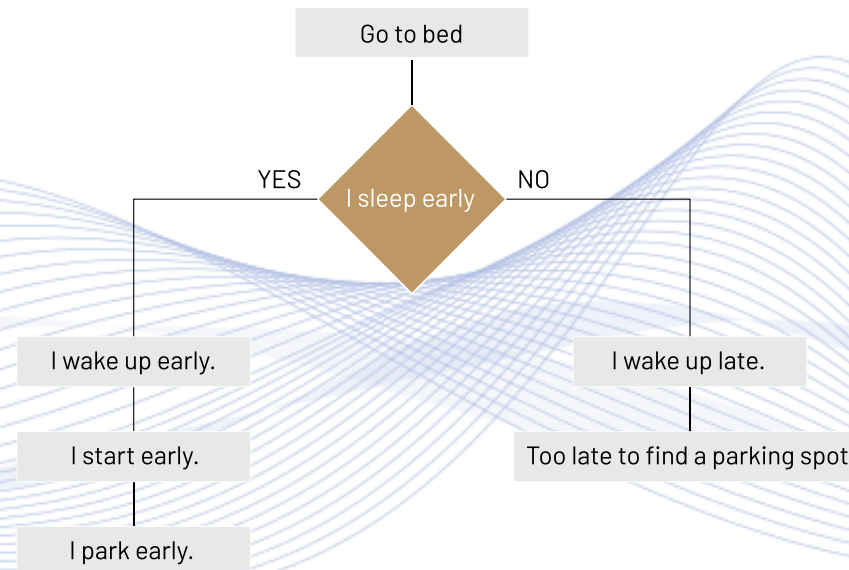 Go to bed
YES
I sleep early
NO
I wake up early.
I wake up late.
I start early.
Too late to find a parking spot
I park early.